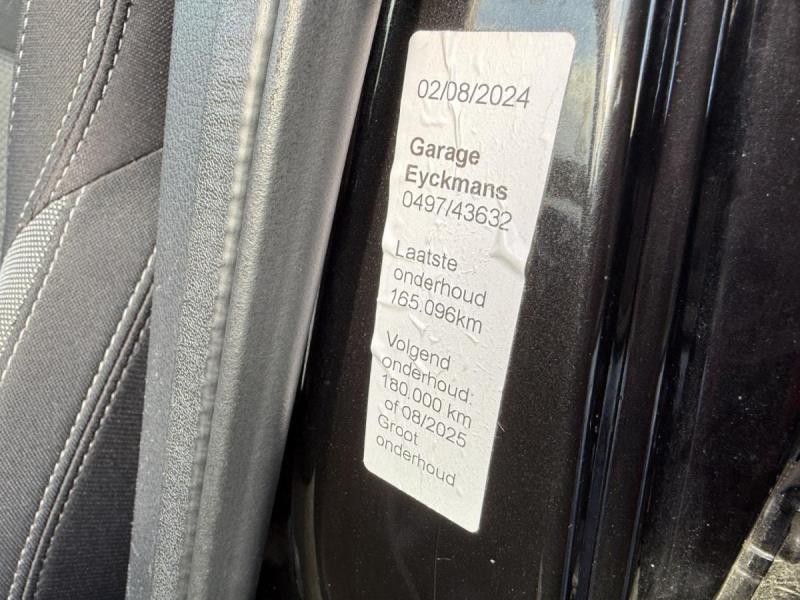 02/08/2024
Garage
Eyckmans
0497/43632
Laatste
onderhoud
165.096km
Volgend
onderhoud:
180.000 km
of 08/2025
Groot
onderhoud